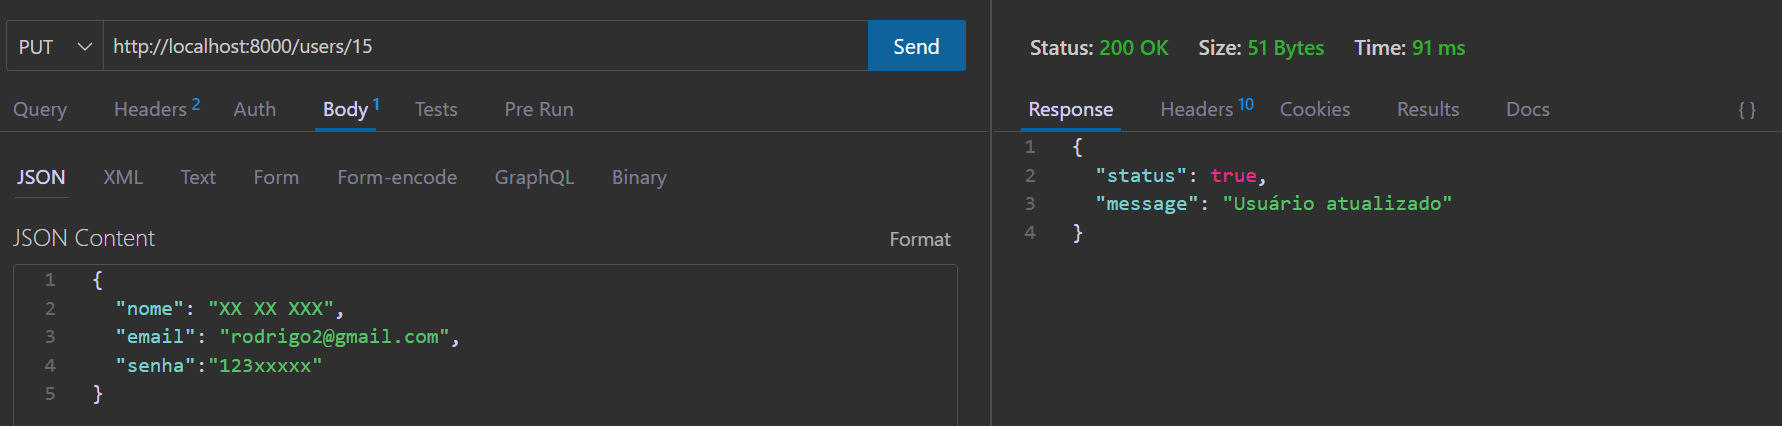 PUT http://localhost:8000/users/15 Send
Query Headers 2 Auth Body 1 Tests Pre Run
JSON XML Text Form Form-encode GraphQL Binary
JSON Content Format
1 {
2 "nome": "XX XX XXX",
3 "email": "rodrigo2@gmail.com",
4 "senha":"123xxxxx"
5 }
Status: 200 OK Size: 51 Bytes Time: 91 ms
Response Headers 10 Cookies Results Docs { }
1 {
2 "status": true,
3 "message": "Usuário atualizado"
4 }